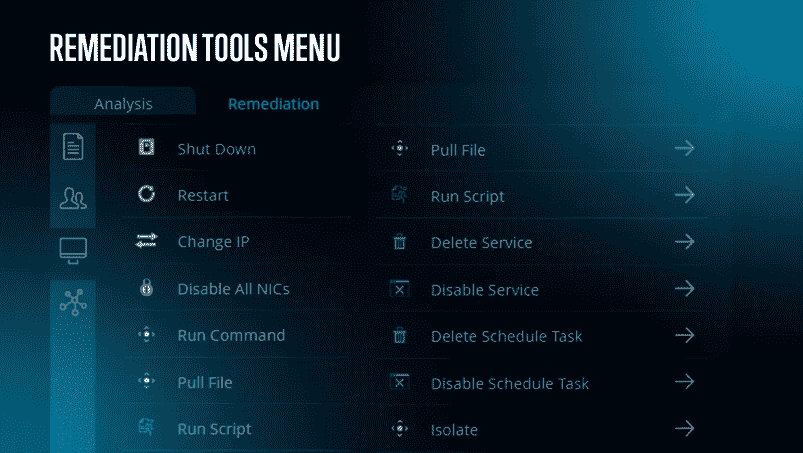 REMEDIATION TOOLS MENU
Analysis
Remediation
Shut Down
Restart
Change IP
Disable All NICs
Run Command
Pull File
Run Script
Pull File
Run Script
Delete Service
Disable Service
Delete Schedule Task
Disable Schedule Task
Isolate